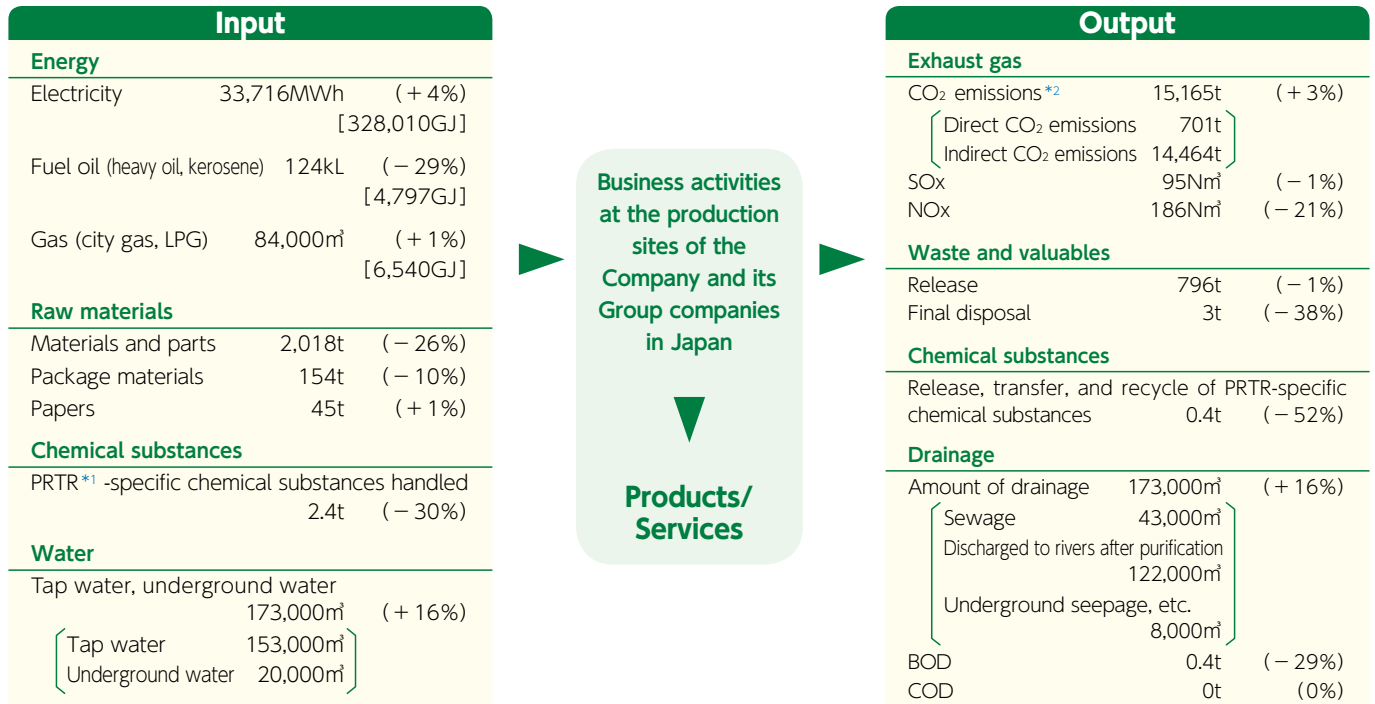 Input
Energy
Electricity 33,716MWh (+4%)
[328,010GJ]
Fuel oil (heavy oil, kerosene) 124kL (−29%)
[4,797GJ]
Gas (city gas, LPG) 84,000㎥ (+1%)
[6,540GJ]
Raw materials
Materials and parts 2,018t (−26%)
Package materials 154t (−10%)
Papers 45t (+1%)
Chemical substances
PRTR*1 -specific chemical substances handled
2.4t (−30%)
Water
Tap water, underground water
173,000㎥ (+16%)
Tap water 153,000㎥
Underground water 20,000㎥
Business activities
at the production
sites of the
Company and its
Group companies
in Japan
Products/
Services
Output
Exhaust gas
CO2 emissions*2 15,165t (+3%)
Direct CO2 emissions 701t
Indirect CO2 emissions 14,464t
SOx 95N㎥ (−1%)
NOx 186N㎥ (−21%)
Waste and valuables
Release 796t (−1%)
Final disposal 3t (−38%)
Chemical substances
Release, transfer, and recycle of PRTR-specific
chemical substances 0.4t (−52%)
Drainage
Amount of drainage 173,000㎥ (+16%)
Sewage 43,000㎥
Discharged to rivers after purification
122,000㎥
Underground seepage, etc.
8,000㎥
BOD 0.4t (−29%)
COD 0t (0%)